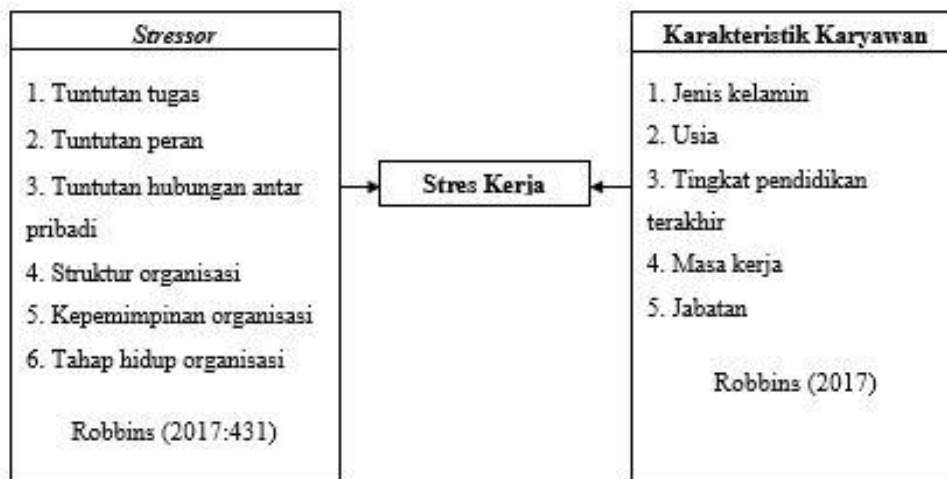 Stressor
1. Tuntutan tugas
2. Tuntutan peran
3. Tuntutan hubungan antar
pribadi
4. Struktur organisasi
5. Kepemimpinan organisasi
6. Tahap hidup organisasi
Robbins (2017:431)
Stres Kerja
Karakteristik Karyawan
1. Jenis kelamin
2. Usia
3. Tingkat pendidikan
terakhir
4. Masa kerja
5. Jabatan
Robbins (2017)